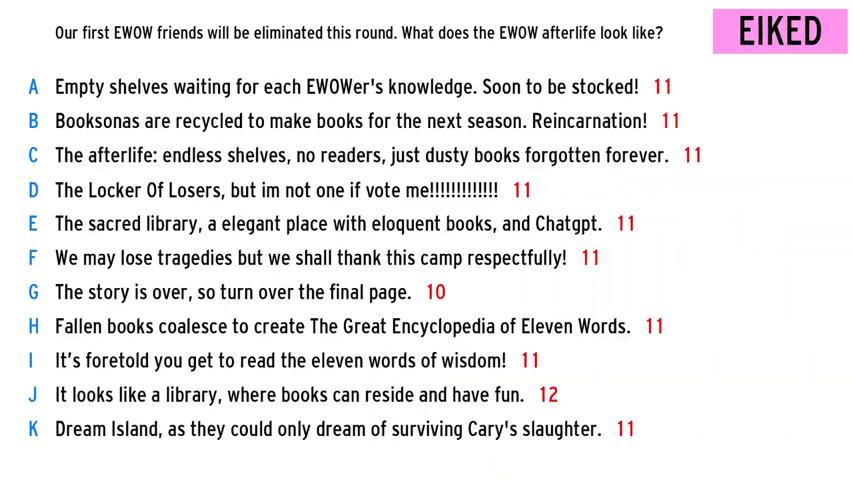 Our first EWOW friends will be eliminated this round. What does the EWOW afterlife look like?
EIKED
A Empty shelves waiting for each EWOWer's knowledge. Soon to be stocked! 11
B Booksonas are recycled to make books for the next season. Reincarnation! 11
C The afterlife: endless shelves, no readers, just dusty books forgotten forever. 11
D The Locker Of Losers, but im not one if vote me!!!!!!!!!!!!! 11
E The sacred library, a elegant place with eloquent books, and Chatgpt. 11
F We may lose tragedies but we shall thank this camp respectfully! 11
G The story is over, so turn over the final page. 10
H Fallen books coalesce to create The Great Encyclopedia of Eleven Words. 11
I It’s foretold you get to read the eleven words of wisdom! 11
J It looks like a library, where books can reside and have fun. 12
K Dream Island, as they could only dream of surviving Cary's slaughter. 11